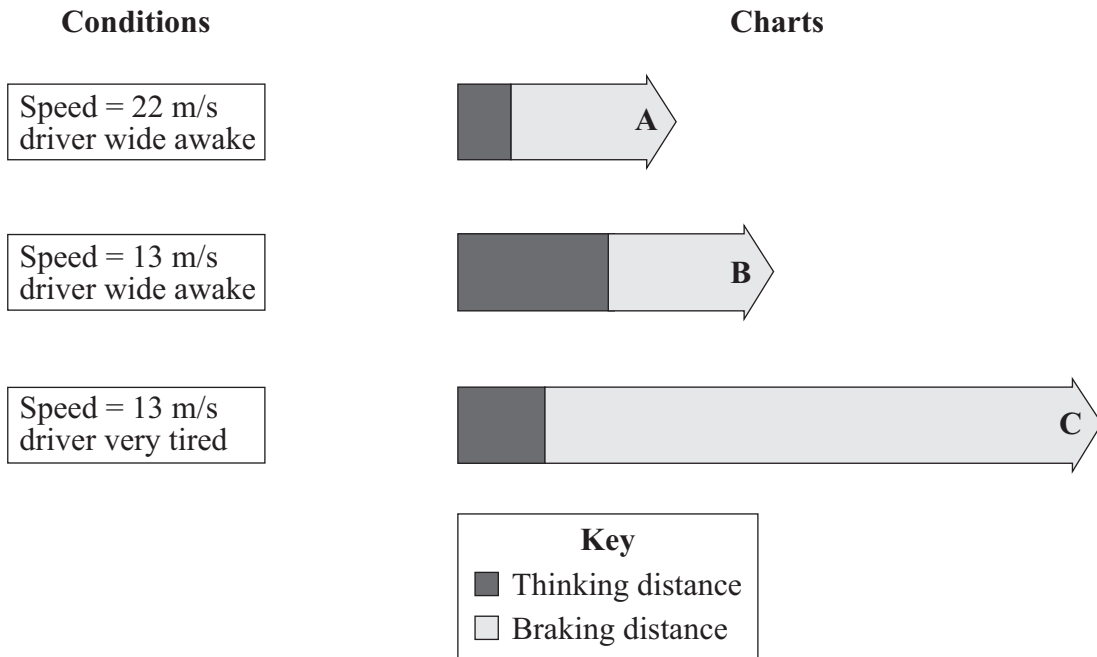 Conditions
Charts
Speed = 22 m/s
driver wide awake
A
Speed = 13 m/s
driver wide awake
B
Speed = 13 m/s
driver very tired
C
Key
Thinking distance
Braking distance